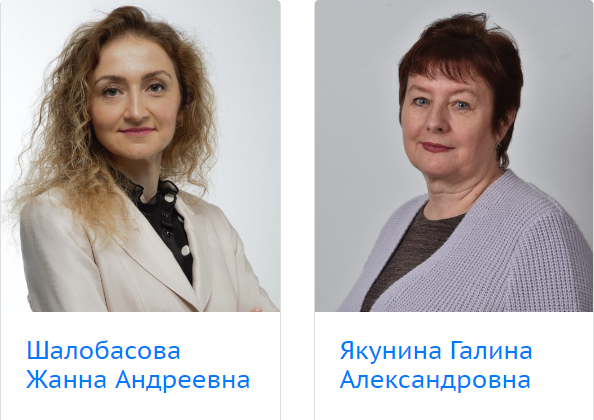 Шалобасова
Жанна Андреевна
Якунина Галина
Александровна